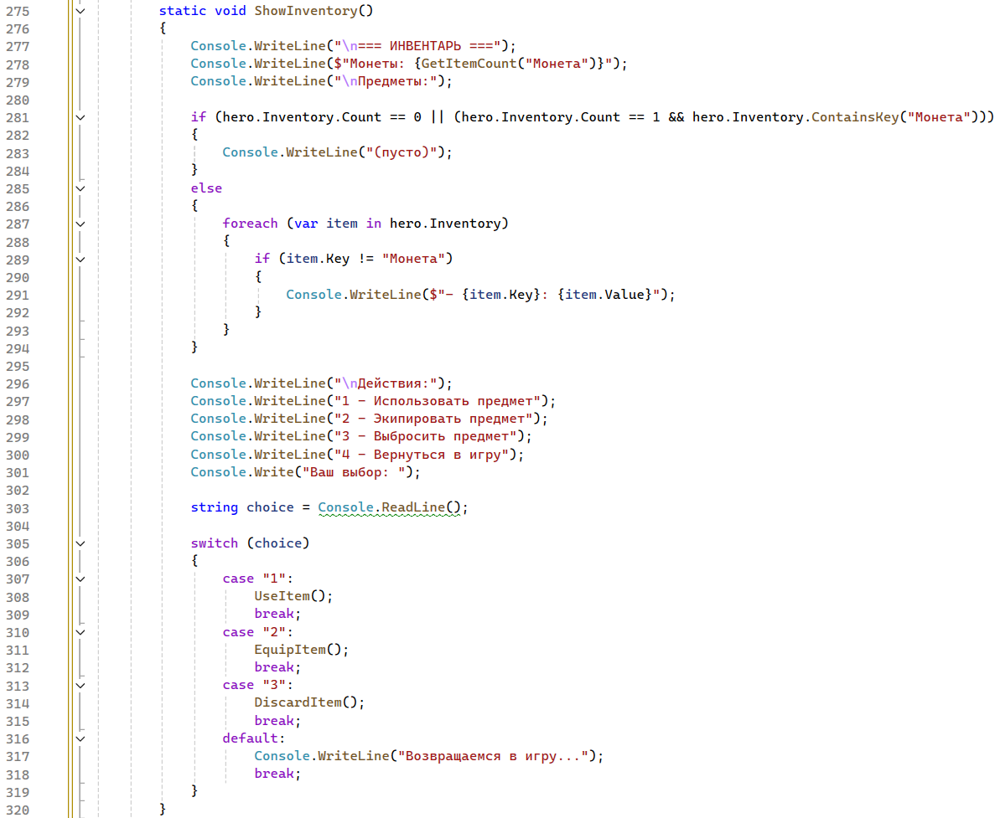 275 static void ShowInventory()
276 {
277 Console.WriteLine("\n=== ИНВЕНТАРЬ ===");
278 Console.WriteLine($"Монеты: {GetItemCount("Монета")}");
279 Console.WriteLine("\nПредметы:");
280
281 if (hero.Inventory.Count == 0 || (hero.Inventory.Count == 1 && hero.Inventory.ContainsKey("Монета")))
282 {
283 Console.WriteLine("(пусто)");
284 }
285 else
286 {
287 foreach (var item in hero.Inventory)
288 {
289 if (item.Key != "Монета")
290 {
291 Console.WriteLine($"- {item.Key}: {item.Value}");
292 }
293 }
294 }
295
296 Console.WriteLine("\nДействия:");
297 Console.WriteLine("1 - Использовать предмет");
298 Console.WriteLine("2 - Экипировать предмет");
299 Console.WriteLine("3 - Выбросить предмет");
300 Console.WriteLine("4 - Вернуться в игру");
301 Console.Write("Ваш выбор: ");
302
303 string choice = Console.ReadLine();
304
305 switch (choice)
306 {
307 case "1":
308 UseItem();
309 break;
310 case "2":
311 EquipItem();
312 break;
313 case "3":
314 DiscardItem();
315 break;
316 default:
317 Console.WriteLine("Возвращаемся в игру...");
318 break;
319 }
320 }